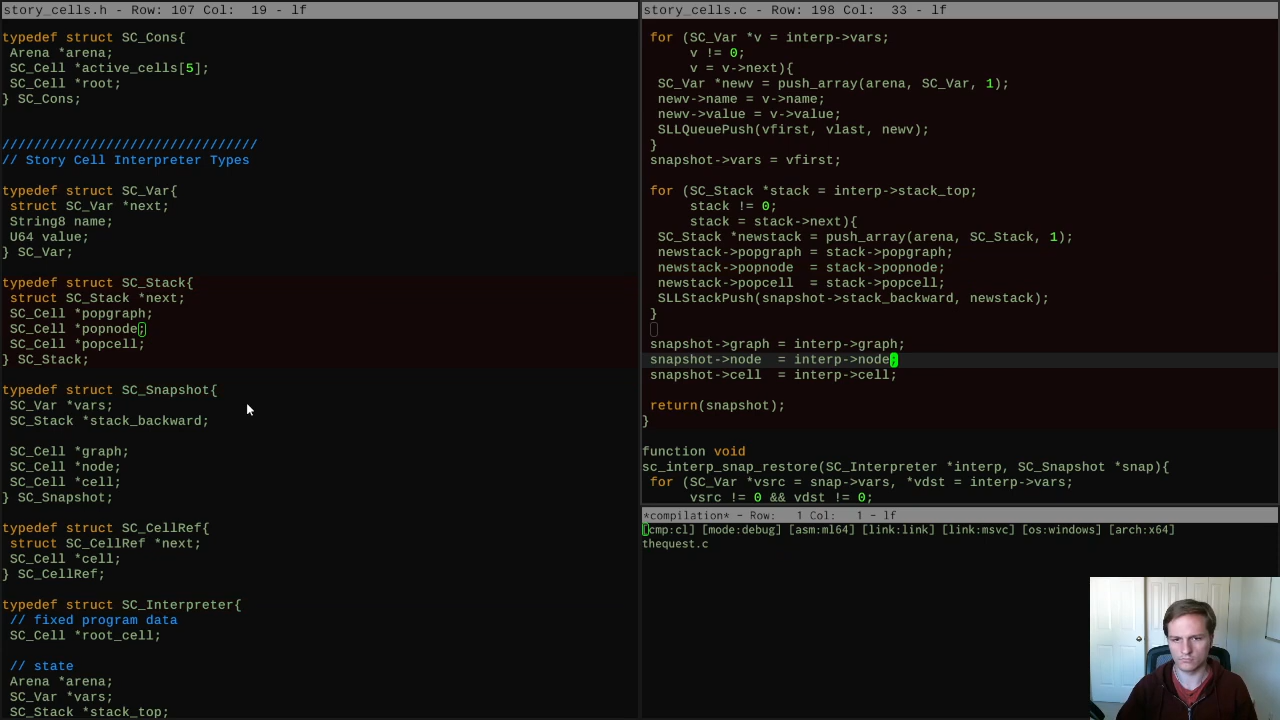 story_cells.h - Row: 107 Col:  19 - lf
typedef struct SC_Cons{
 Arena *arena;
 SC_Cell *active_cells[5];
 SC_Cell *root;
} SC_Cons;
////////////////////////////////
// Story Cell Interpreter Types
typedef struct SC_Var{
 struct SC_Var *next;
 String8 name;
 U64 value;
} SC_Var;
typedef struct SC_Stack{
 struct SC_Stack *next;
 SC_Cell *popgraph;
 SC_Cell *popnode;
 SC_Cell *popcell;
} SC_Stack;
typedef struct SC_Snapshot{
 SC_Var *vars;
 SC_Stack *stack_backward;
 SC_Cell *graph;
 SC_Cell *node;
 SC_Cell *cell;
} SC_Snapshot;
typedef struct SC_CellRef{
 struct SC_CellRef *next;
 SC_Cell *cell;
} SC_CellRef;
typedef struct SC_Interpreter{
 // fixed program data
 SC_Cell *root_cell;
 // state
 Arena *arena;
 SC_Var *vars;
 SC_Stack *stack_top;
story_cells.c - Row: 198 Col:  33 - lf
 for (SC_Var *v = interp->vars;
      v != 0;
      v = v->next){
  SC_Var *newv = push_array(arena, SC_Var, 1);
  newv->name = v->name;
  newv->value = v->value;
  SLLQueuePush(vfirst, vlast, newv);
 }
 snapshot->vars = vfirst;
 for (SC_Stack *stack = interp->stack_top;
      stack != 0;
      stack = stack->next){
  SC_Stack *newstack = push_array(arena, SC_Stack, 1);
  newstack->popgraph = stack->popgraph;
  newstack->popnode  = stack->popnode;
  newstack->popcell  = stack->popcell;
  SLLStackPush(snapshot->stack_backward, newstack);
 }
 snapshot->graph = interp->graph;
 snapshot->node  = interp->node;
 snapshot->cell  = interp->cell;
 return(snapshot);
}
function void
sc_interp_snap_restore(SC_Interpreter *interp, SC_Snapshot *snap){
 for (SC_Var *vsrc = snap->vars, *vdst = interp->vars;
      vsrc != 0 && vdst != 0;
*compilation* - Row:   1 Col:   1 - lf
[cmp:cl] [mode:debug] [asm:ml64] [link:link] [link:msvc] [os:windows] [arch:x64]
thequest.c